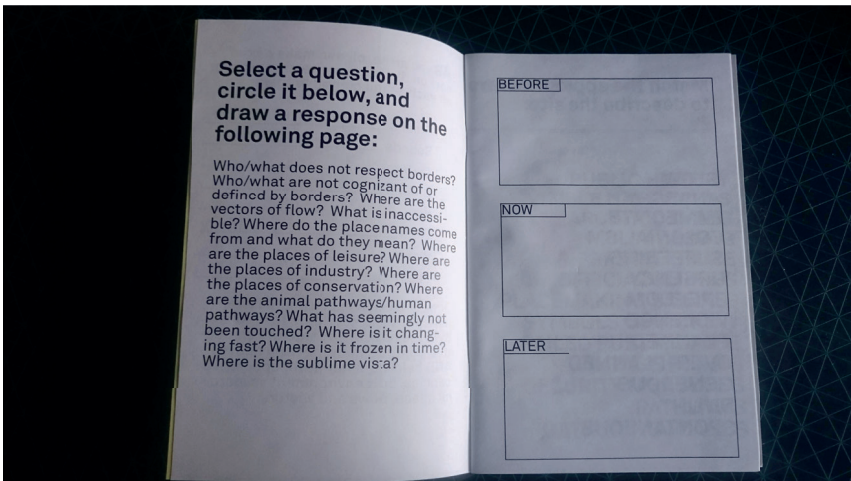 Select a question,
circle it below, and
draw a response on the
following page:
Who/what does not respect borders?
Who/what are not cognizant of or
defined by borders? Where are the
vectors of flow? What is inaccessi-
ble? Where do the placenames come
from and what do they mean? Where
are the places of leisure? Where are
the places of industry? Where are
the places of conservation? Where
are the animal pathways/human
pathways? What has seemingly not
been touched? Where is it chang-
ing fast? Where is it frozen in time?
Where is the sublime vista?
BEFORE
NOW
LATER